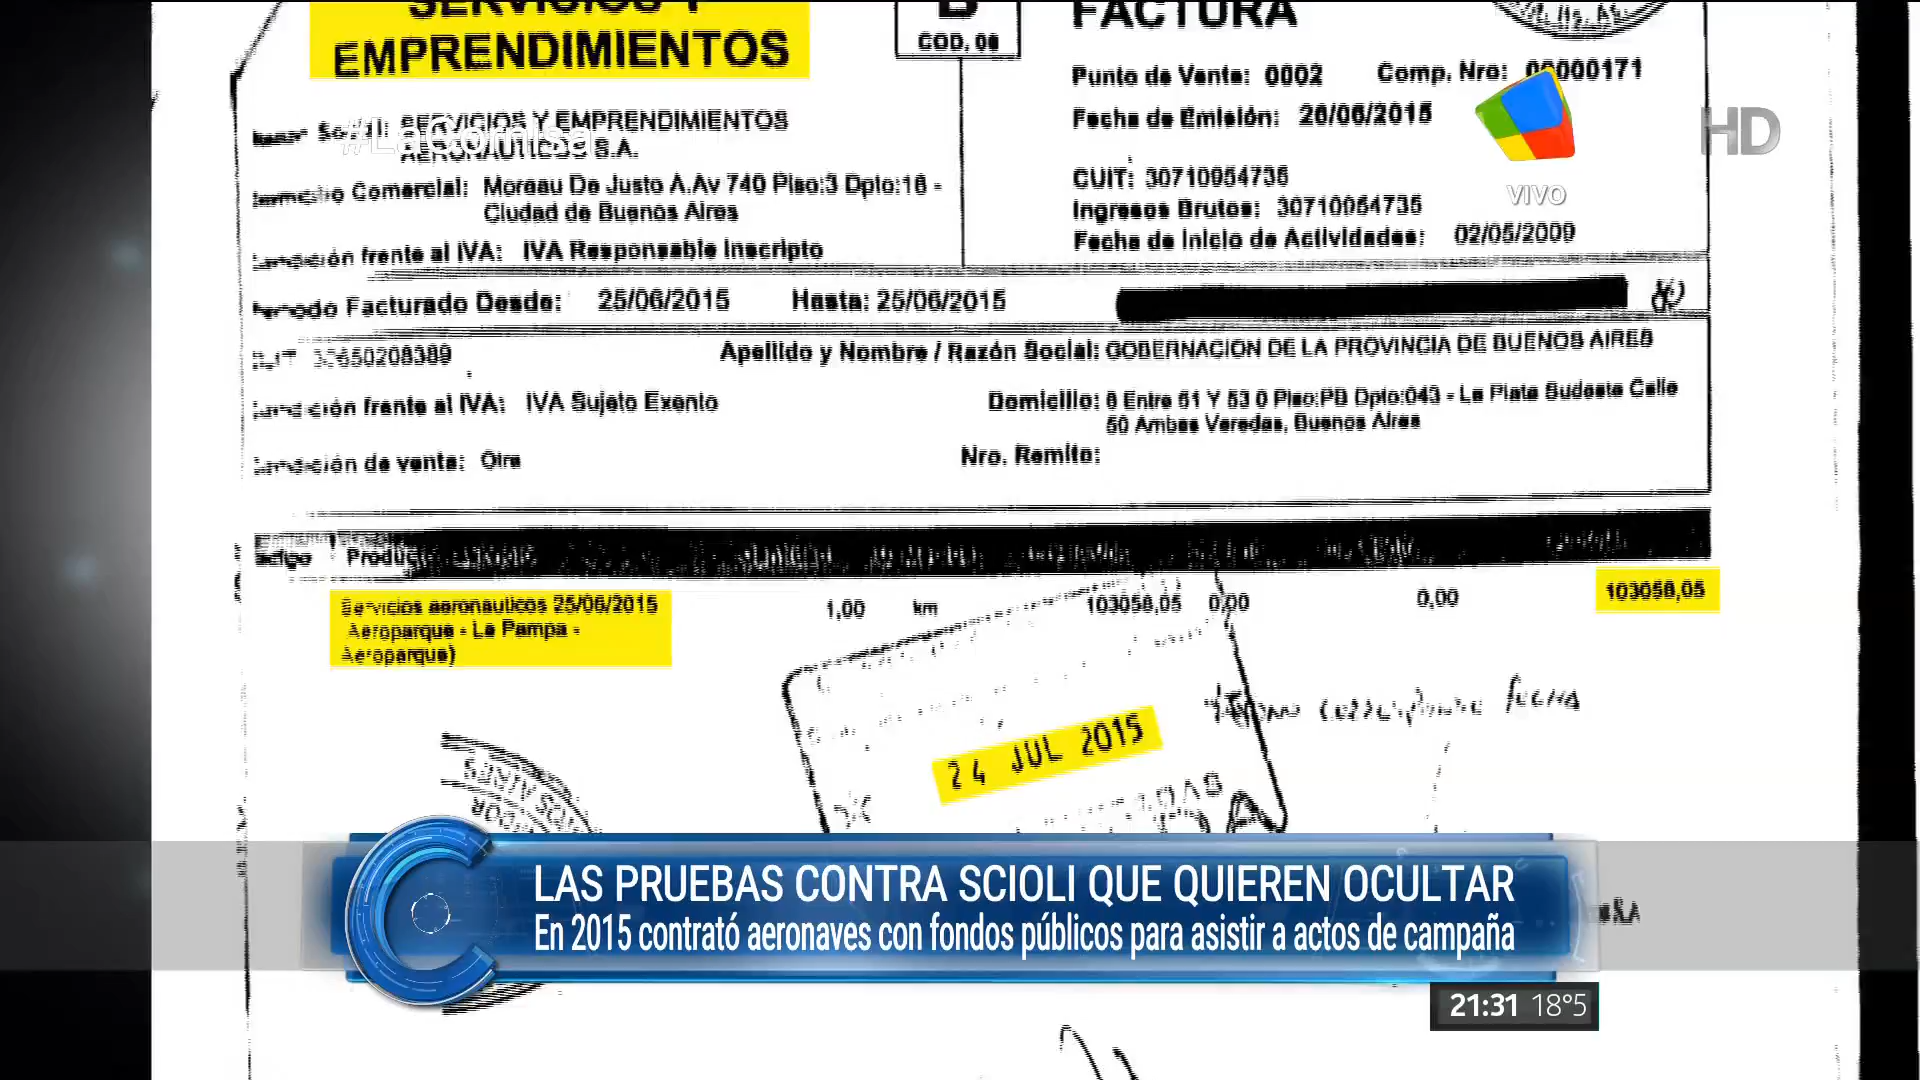 SERVICIOS Y
EMPRENDIMIENTOS
B
COD. 06
FACTURA
Punto de Venta: 0002 Comp. Nro: 00000171
Fecha de Emisión: 26/06/2015
#LaCornisa
SERVICIOS Y EMPRENDIMIENTOS
AERONAUTICOS S.A.
Comercial: Moreau De Justo A.Av 740 Piso:3 Dpto:18 -
Ciudad de Buenos Aires
CUIT: 30710954735
Ingresos Brutos: 30710954735
Fecha de Inicio de Actividades: 02/05/2009
frente al IVA: IVA Responsable Inscripto
HD
VIVO
Facturado Desde: 25/06/2015 Hasta: 25/06/2015
Apellido y Nombre / Razón Social: GOBERNACION DE LA PROVINCIA DE BUENOS AIRES
frente al IVA: IVA Sujeto Exento
Domicilio: 6 Entre 51 Y 53 0 Piso:PB Dpto:043 - La Plata Sudeste Calle
50 Ambas Veredas, Buenos Aires
de venta: Otra
Nro. Remito:
Servicios aeronauticos 25/06/2015 1,00 km 103058,05 0,00 0,00 103058,05
Aeroparque - La Pampa -
Aeroparque)
24 JUL 2015
LAS PRUEBAS CONTRA SCIOLI QUE QUIEREN OCULTAR
En 2015 contrató aeronaves con fondos públicos para asistir a actos de campaña
21:31 18°5